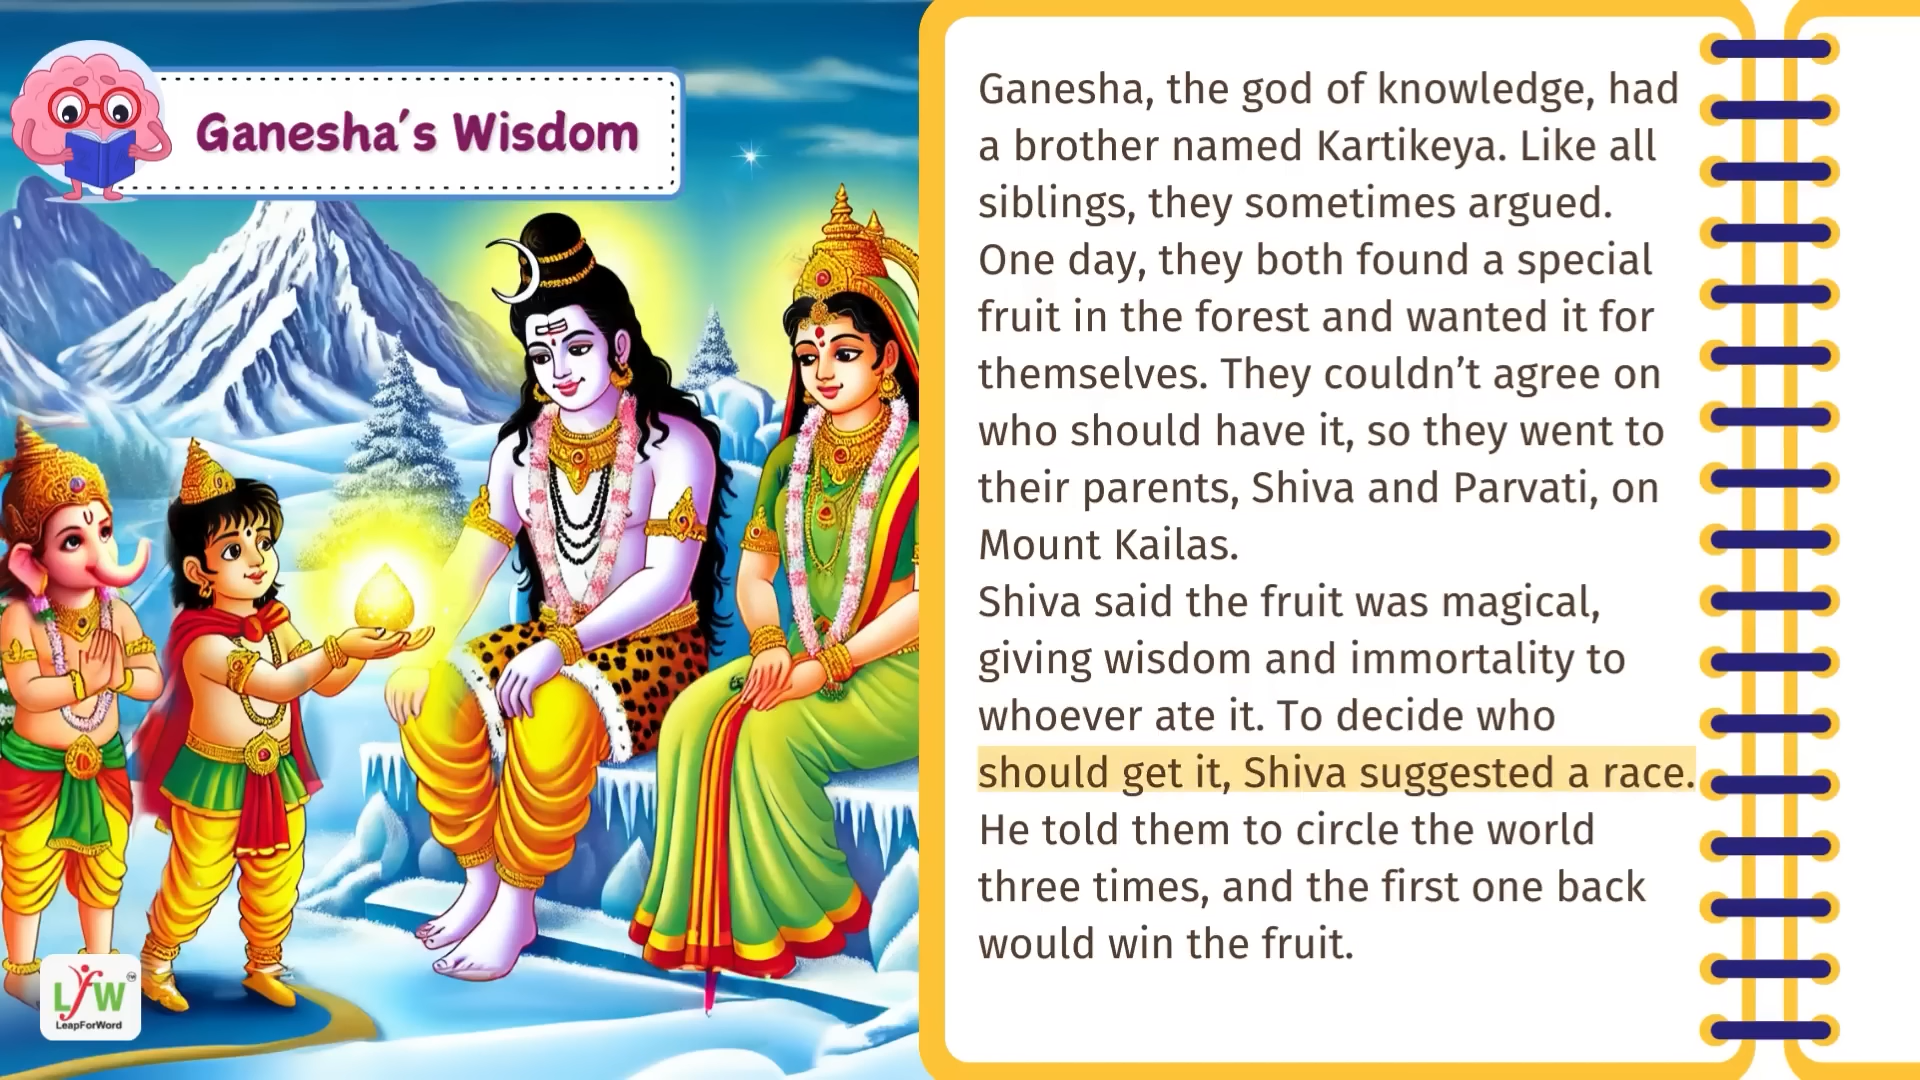 Ganesha's Wisdom
Ganesha, the god of knowledge, had
a brother named Kartikeya. Like all
siblings, they sometimes argued.
One day, they both found a special
fruit in the forest and wanted it for
themselves. They couldn’t agree on
who should have it, so they went to
their parents, Shiva and Parvati, on
Mount Kailas.
Shiva said the fruit was magical,
giving wisdom and immortality to
whoever ate it. To decide who
should get it, Shiva suggested a race.
He told them to circle the world
three times, and the first one back
would win the fruit.
LFW
TM
LeapForWord